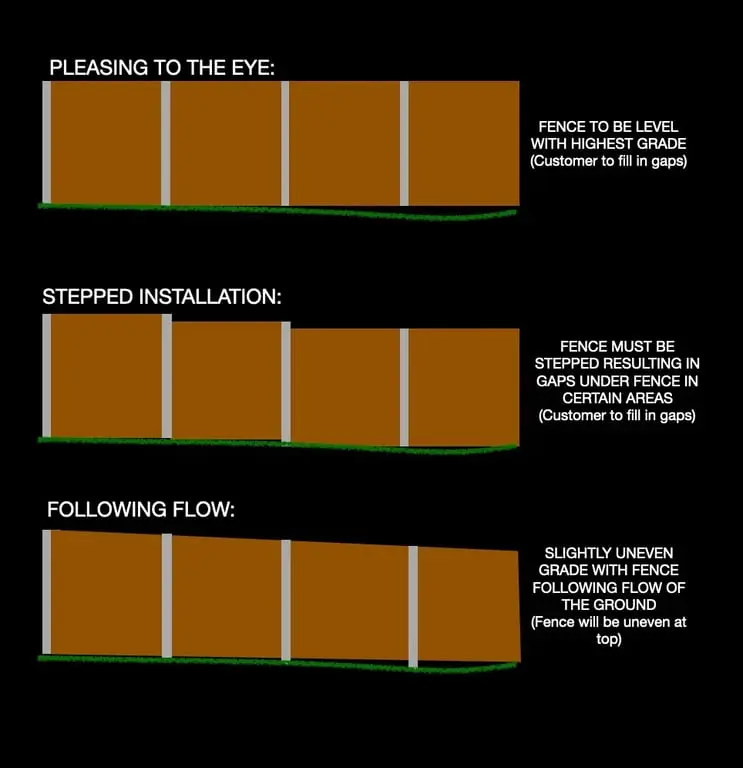 PLEASING TO THE EYE:
FENCE TO BE LEVEL
WITH HIGHEST GRADE
(Customer to fill in gaps)
STEPPED INSTALLATION:
FENCE MUST BE
STEPPED RESULTING IN
GAPS UNDER FENCE IN
CERTAIN AREAS
(Customer to fill in gaps)
FOLLOWING FLOW:
SLIGHTLY UNEVEN
GRADE WITH FENCE
FOLLOWING FLOW OF
THE GROUND
(Fence will be uneven at
top)